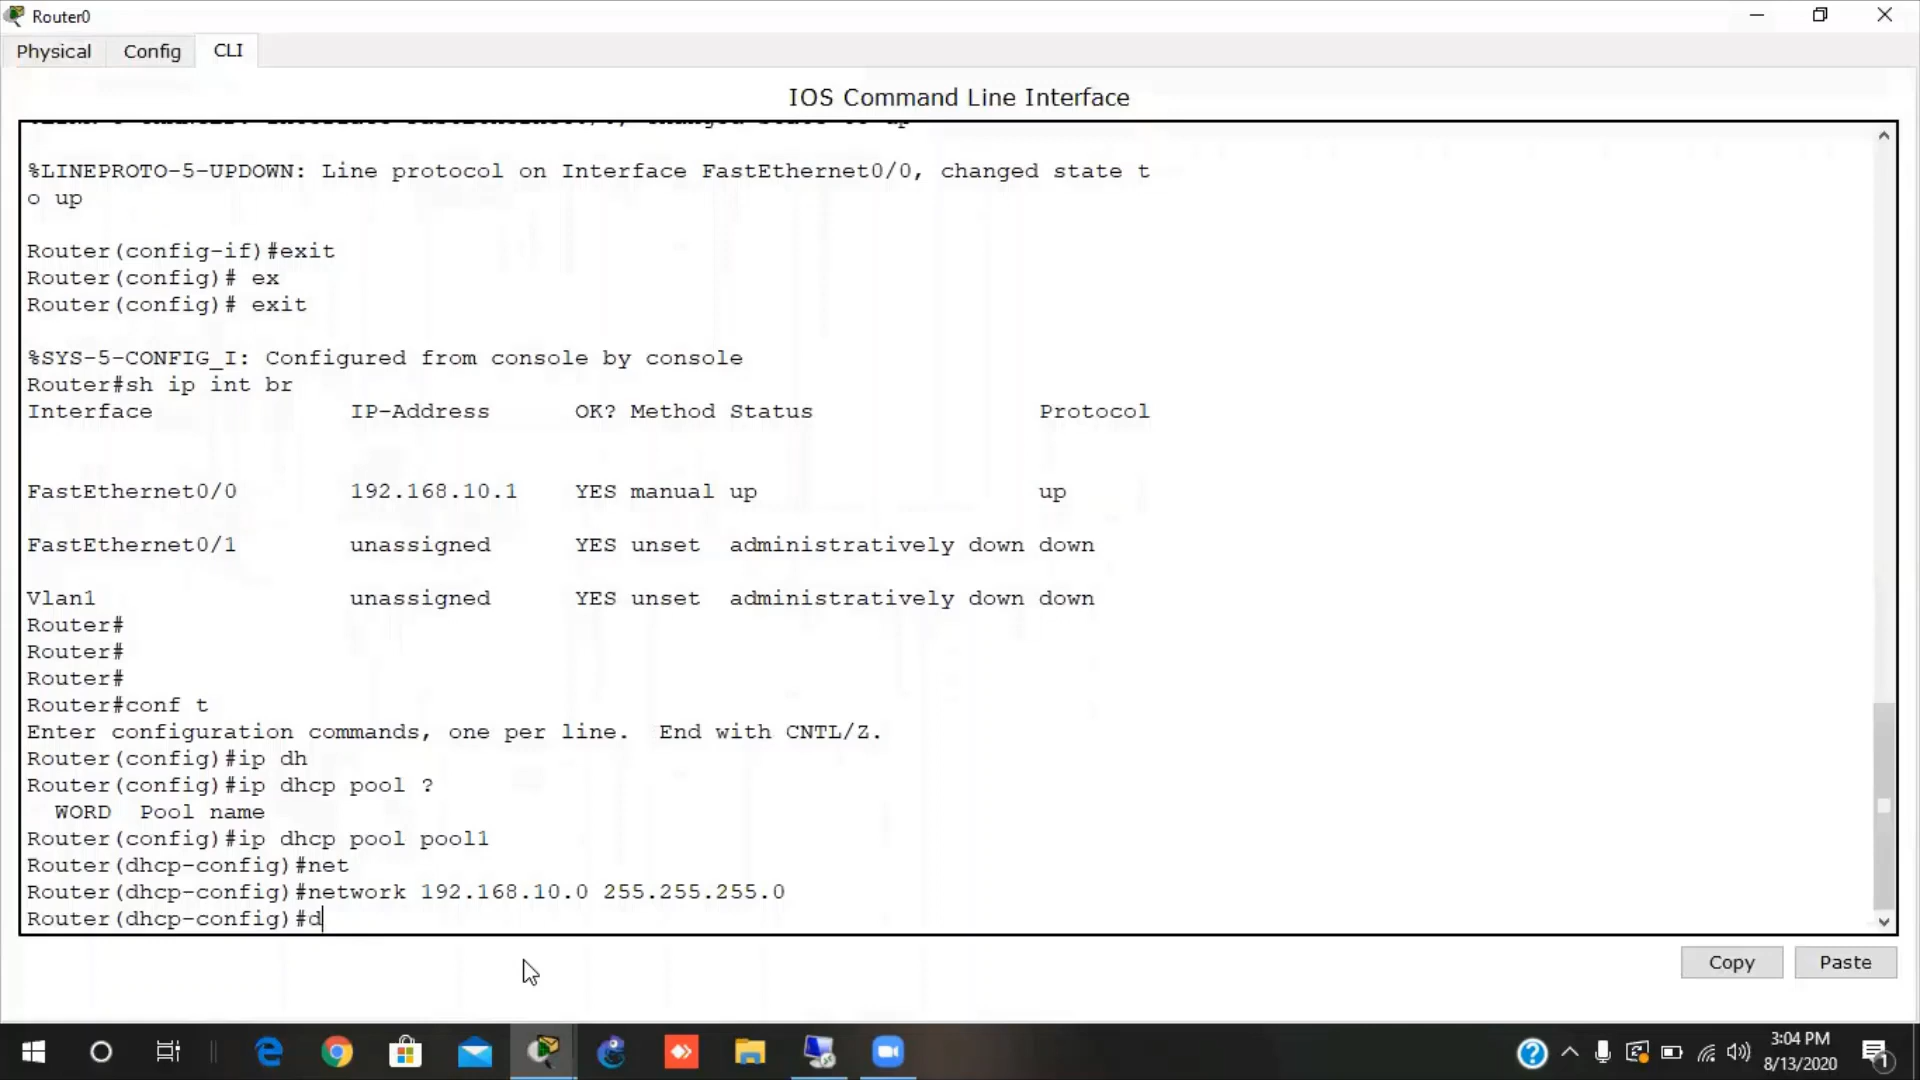 Router0
Physical Config CLI
IOS Command Line Interface
%LINEPROTO-5-UPDOWN: Line protocol on Interface FastEthernet0/0, changed state t
o up
Router(config-if)#exit
Router(config)# ex
Router(config)# exit
%SYS-5-CONFIG_I: Configured from console by console
Router#sh ip int br
Interface IP-Address OK? Method Status Protocol
FastEthernet0/0 192.168.10.1 YES manual up up
FastEthernet0/1 unassigned YES unset administratively down down
Vlan1 unassigned YES unset administratively down down
Router#
Router#
Router#
Router#conf t
Enter configuration commands, one per line. End with CNTL/Z.
Router(config)#ip dh
Router(config)#ip dhcp pool ?
WORD Pool name
Router(config)#ip dhcp pool pool1
Router(dhcp-config)#net
Router(dhcp-config)#network 192.168.10.0 255.255.255.0
Router(dhcp-config)#d
Copy Paste
3:04 PM
8/13/2020
1